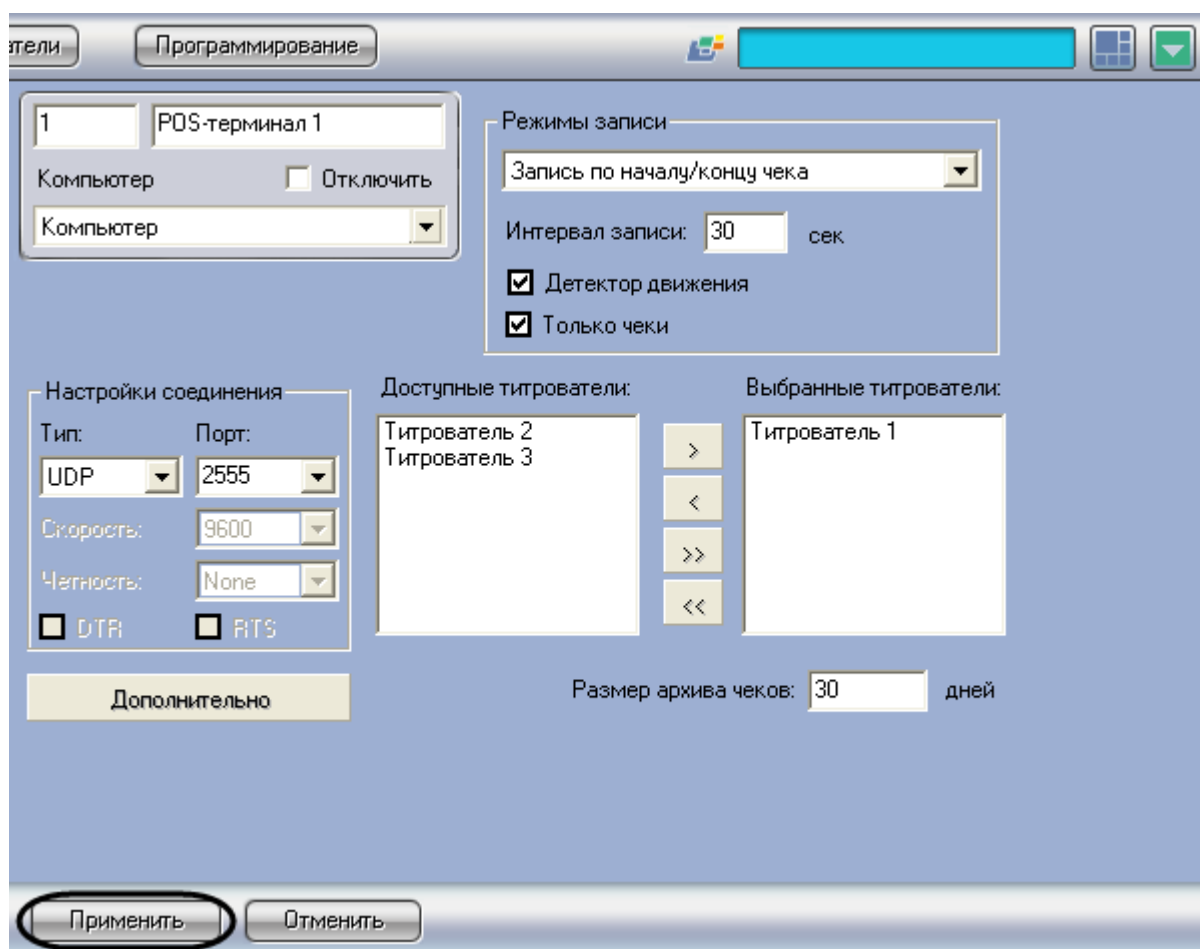 атели
Программирование
1
POS-терминал 1
Компьютер
Отключить
Компьютер
Режимы записи
Запись по началу/концу чека
Интервал записи: 30 сек
Детектор движения
Только чеки
Настройки соединения
Тип: Порт:
UDP 2555
Скорость: 9600
Четность: None
DTR RTS
Дополнительно
Доступные титрователи:
Титрователь 2
Титрователь 3
>
<
>>
<<
Выбранные титрователи:
Титрователь 1
Размер архива чеков: 30 дней
Применить
Отменить